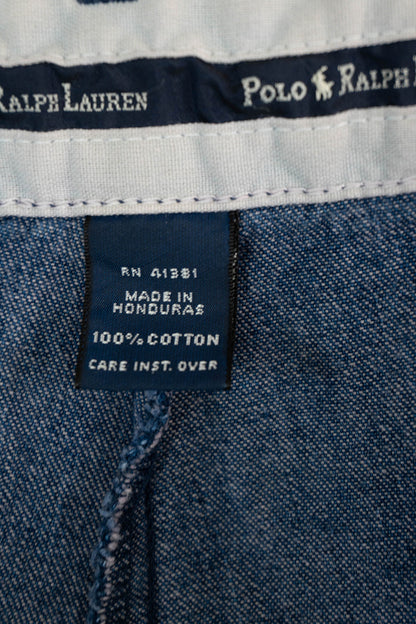 RALPH LAUREN POLO RALPH
RN 41381
MADE IN
HONDURAS
100% COTTON
CARE INST. OVER